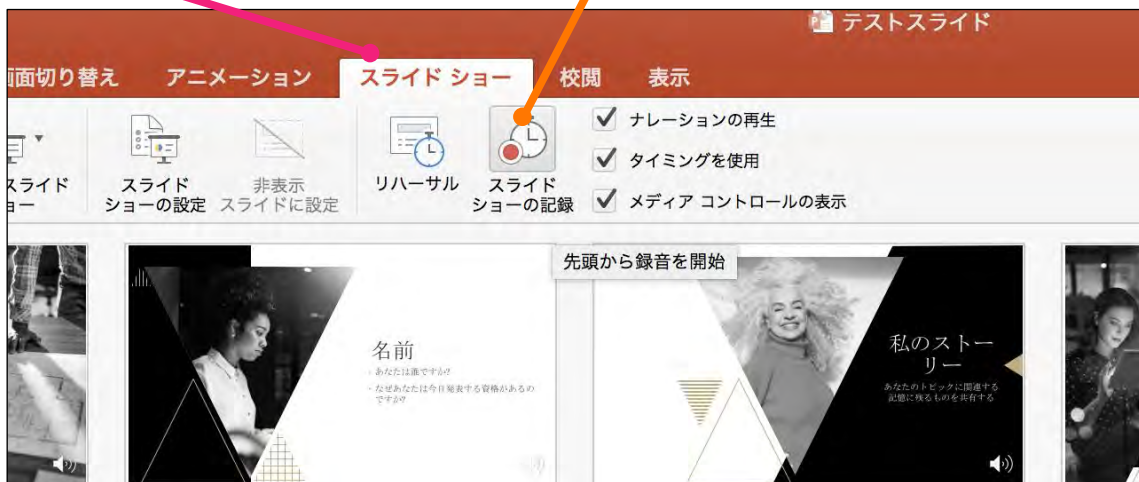 テストスライド
画面切り替え アニメーション スライド ショー 校閲 表示
スライド
ショー
スライド
ショーの設定
非表示
スライドに設定
リハーサル
スライド
ショーの記録
ナレーションの再生
タイミングを使用
メディア コントロールの表示
先頭から録音を開始
名前
・あなたは誰ですか?
・なぜあなたは今日発表する資格があるの
ですか?
私のストー
リー
あなたのトピックに関連する
記憶に残るものを共有する